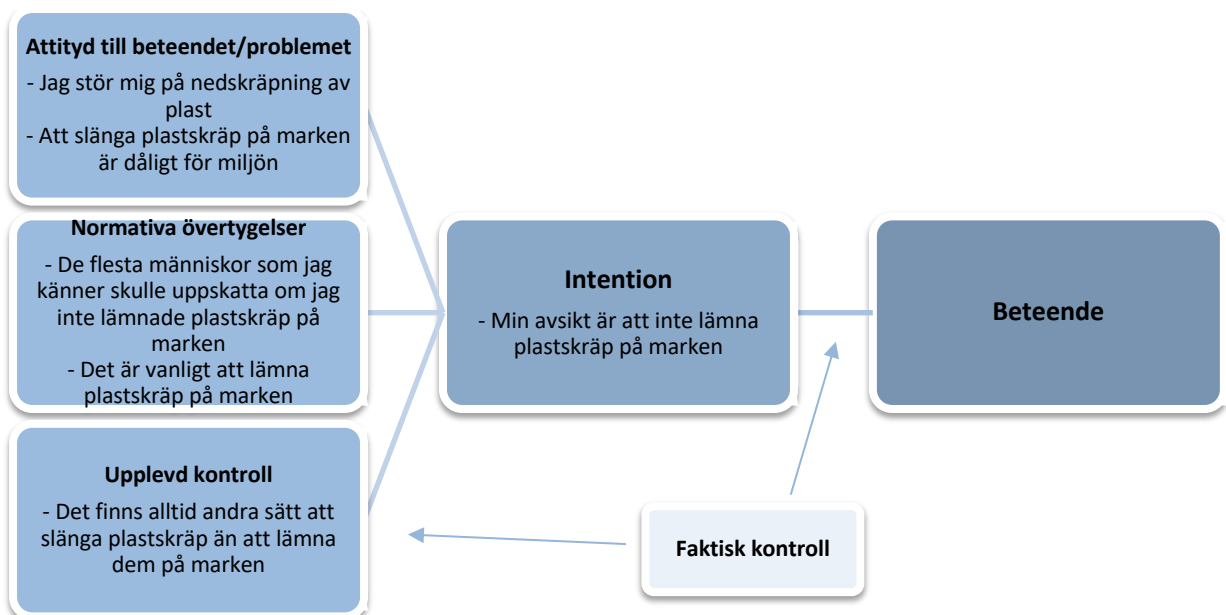 Attityd till beteendet/problemet
- Jag stör mig på nedskräpning av
plast
- Att slänga plastskräp på marken
är dåligt för miljön
Normativa övertygelser
- De flesta människor som jag
känner skulle uppskatta om jag
inte lämnade plastskräp på
marken
- Det är vanligt att lämna
plastskräp på marken
Upplevd kontroll
- Det finns alltid andra sätt att
slänga plastskräp än att lämna
dem på marken
Intention
- Min avsikt är att inte lämna
plastskräp på marken
Beteende
Faktisk kontroll